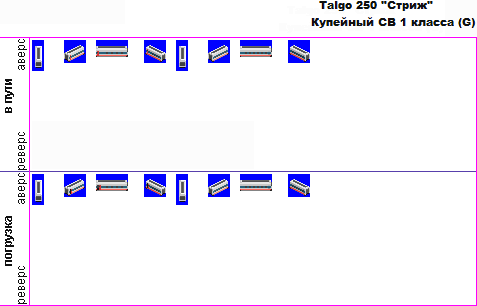 Talgo 250 "Стриж"
Купейный СВ 1 класса (G)
в пути
аверс
реверс
погрузка
аверс
реверс